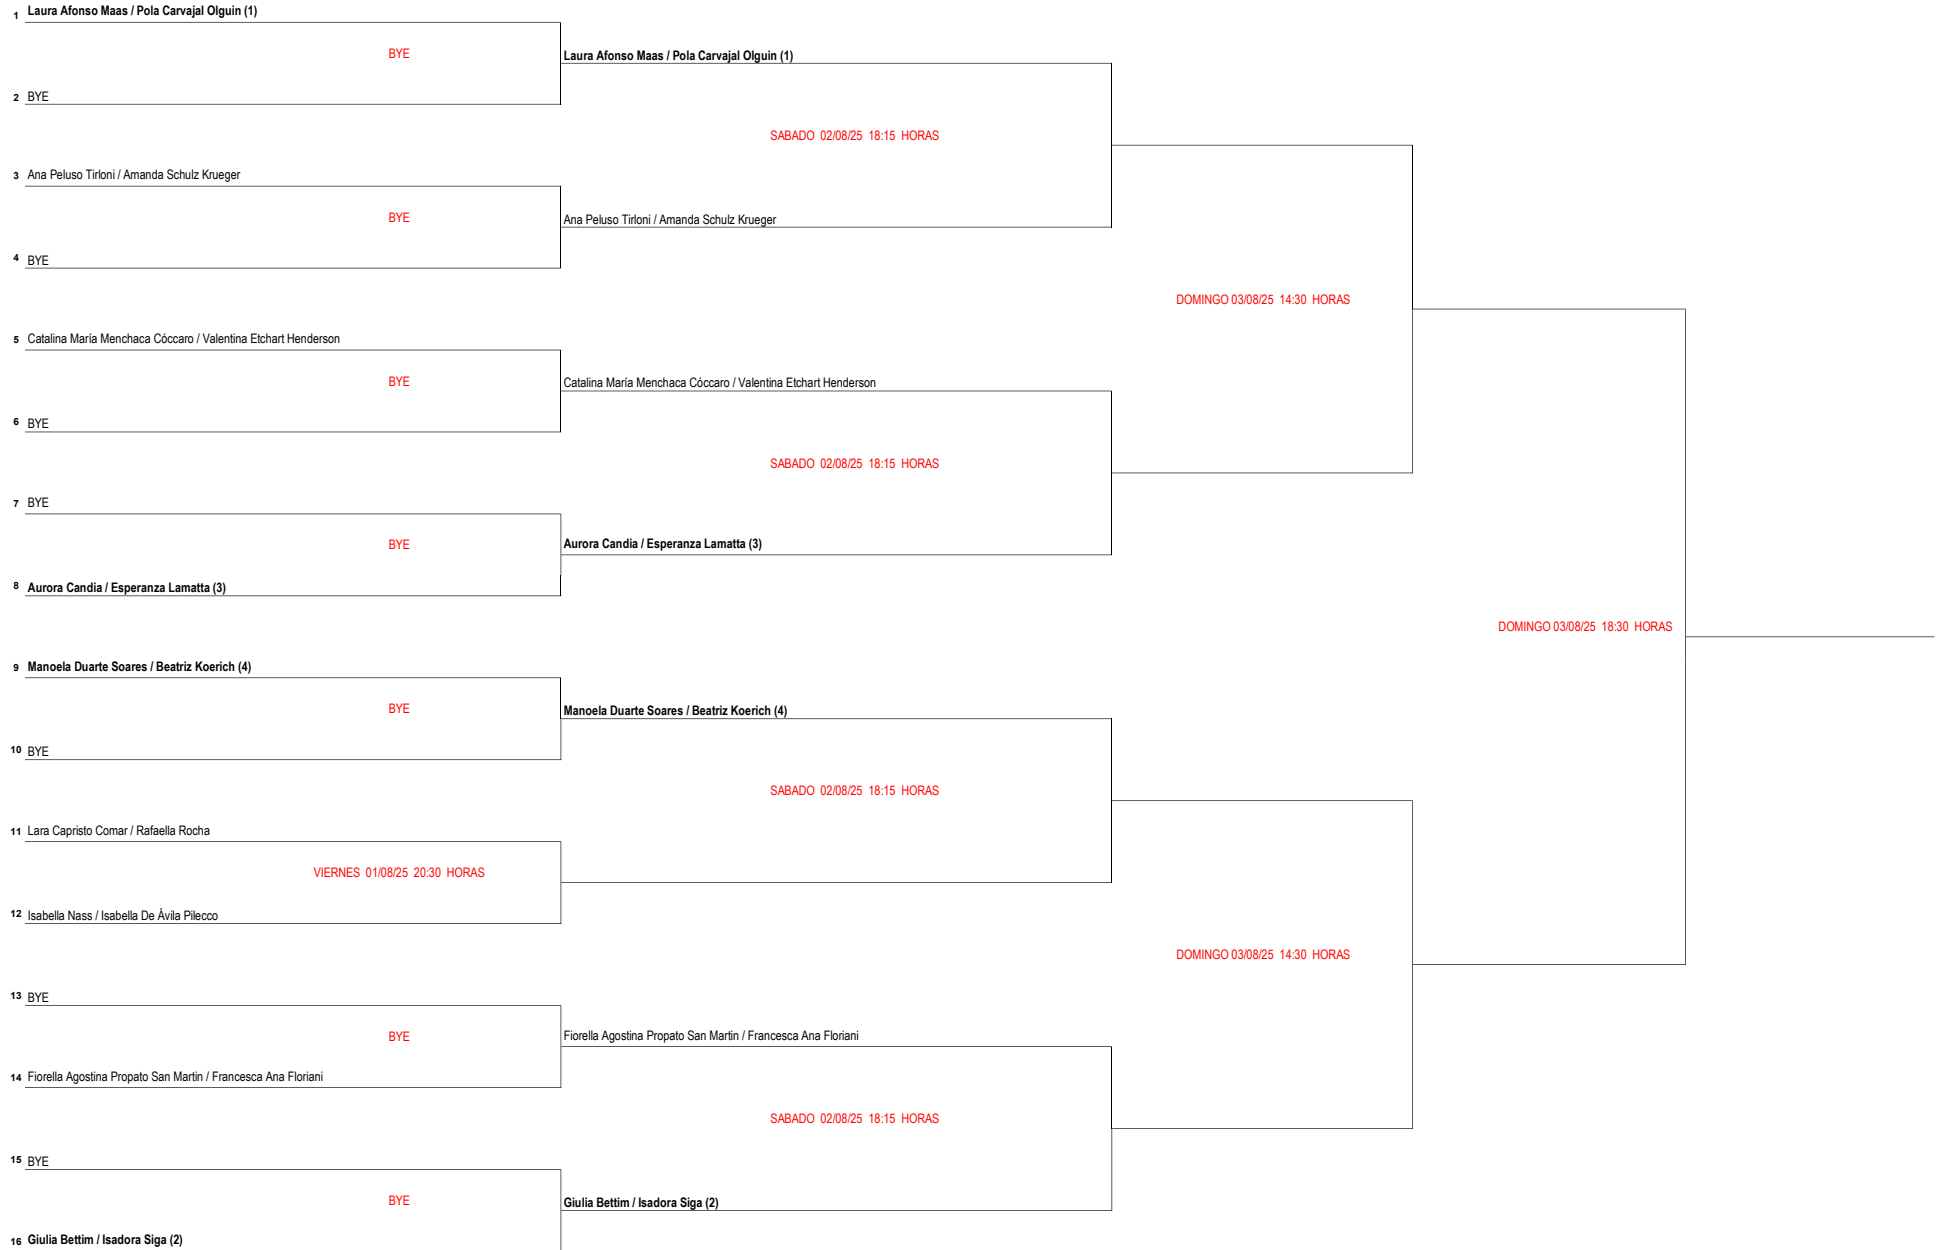 1 Laura Afonso Maas / Pola Carvajal Olguin (1)
BYE
Laura Afonso Maas / Pola Carvajal Olguin (1)
2 BYE
SABADO 02/08/25 18:15 HORAS
3 Ana Peluso Tirloni / Amanda Schulz Krueger
BYE
Ana Peluso Tirloni / Amanda Schulz Krueger
4 BYE
DOMINGO 03/08/25 14:30 HORAS
5 Catalina María Menchaca Cóccaro / Valentina Etchart Henderson
BYE
Catalina María Menchaca Cóccaro / Valentina Etchart Henderson
6 BYE
SABADO 02/08/25 18:15 HORAS
7 BYE
BYE
Aurora Candia / Esperanza Lamatta (3)
8 Aurora Candia / Esperanza Lamatta (3)
DOMINGO 03/08/25 18:30 HORAS
9 Manoela Duarte Soares / Beatriz Koerich (4)
BYE
Manoela Duarte Soares / Beatriz Koerich (4)
10 BYE
SABADO 02/08/25 18:15 HORAS
11 Lara Capristo Comar / Rafaella Rocha
VIERNES 01/08/25 20:30 HORAS
12 Isabella Nass / Isabella De Ávila Pilecco
DOMINGO 03/08/25 14:30 HORAS
13 BYE
BYE
Fiorella Agostina Propato San Martin / Francesca Ana Floriani
14 Fiorella Agostina Propato San Martin / Francesca Ana Floriani
SABADO 02/08/25 18:15 HORAS
15 BYE
BYE
Giulia Bettim / Isadora Siga (2)
16 Giulia Bettim / Isadora Siga (2)